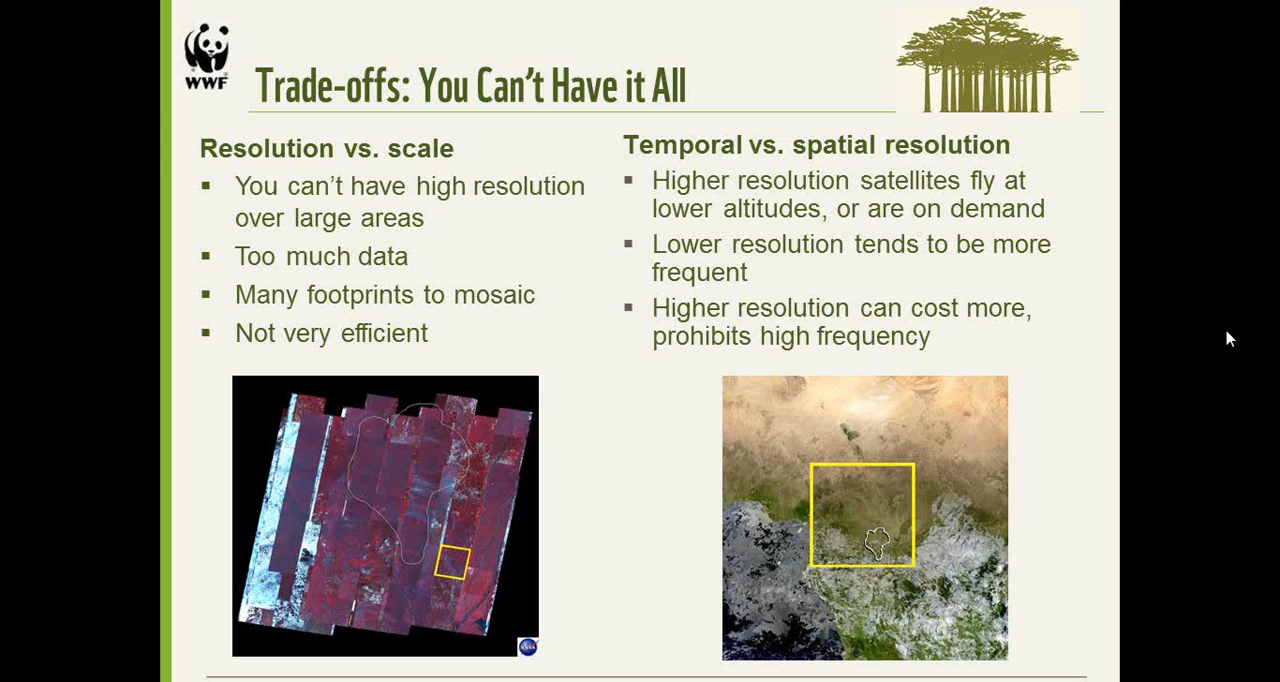 WWF
Trade-offs: You Can't Have it All
Resolution vs. scale
▪ You can't have high resolution
over large areas
▪ Too much data
▪ Many footprints to mosaic
▪ Not very efficient
Temporal vs. spatial resolution
▪ Higher resolution satellites fly at
lower altitudes, or are on demand
▪ Lower resolution tends to be more
frequent
▪ Higher resolution can cost more,
prohibits high frequency
NASA